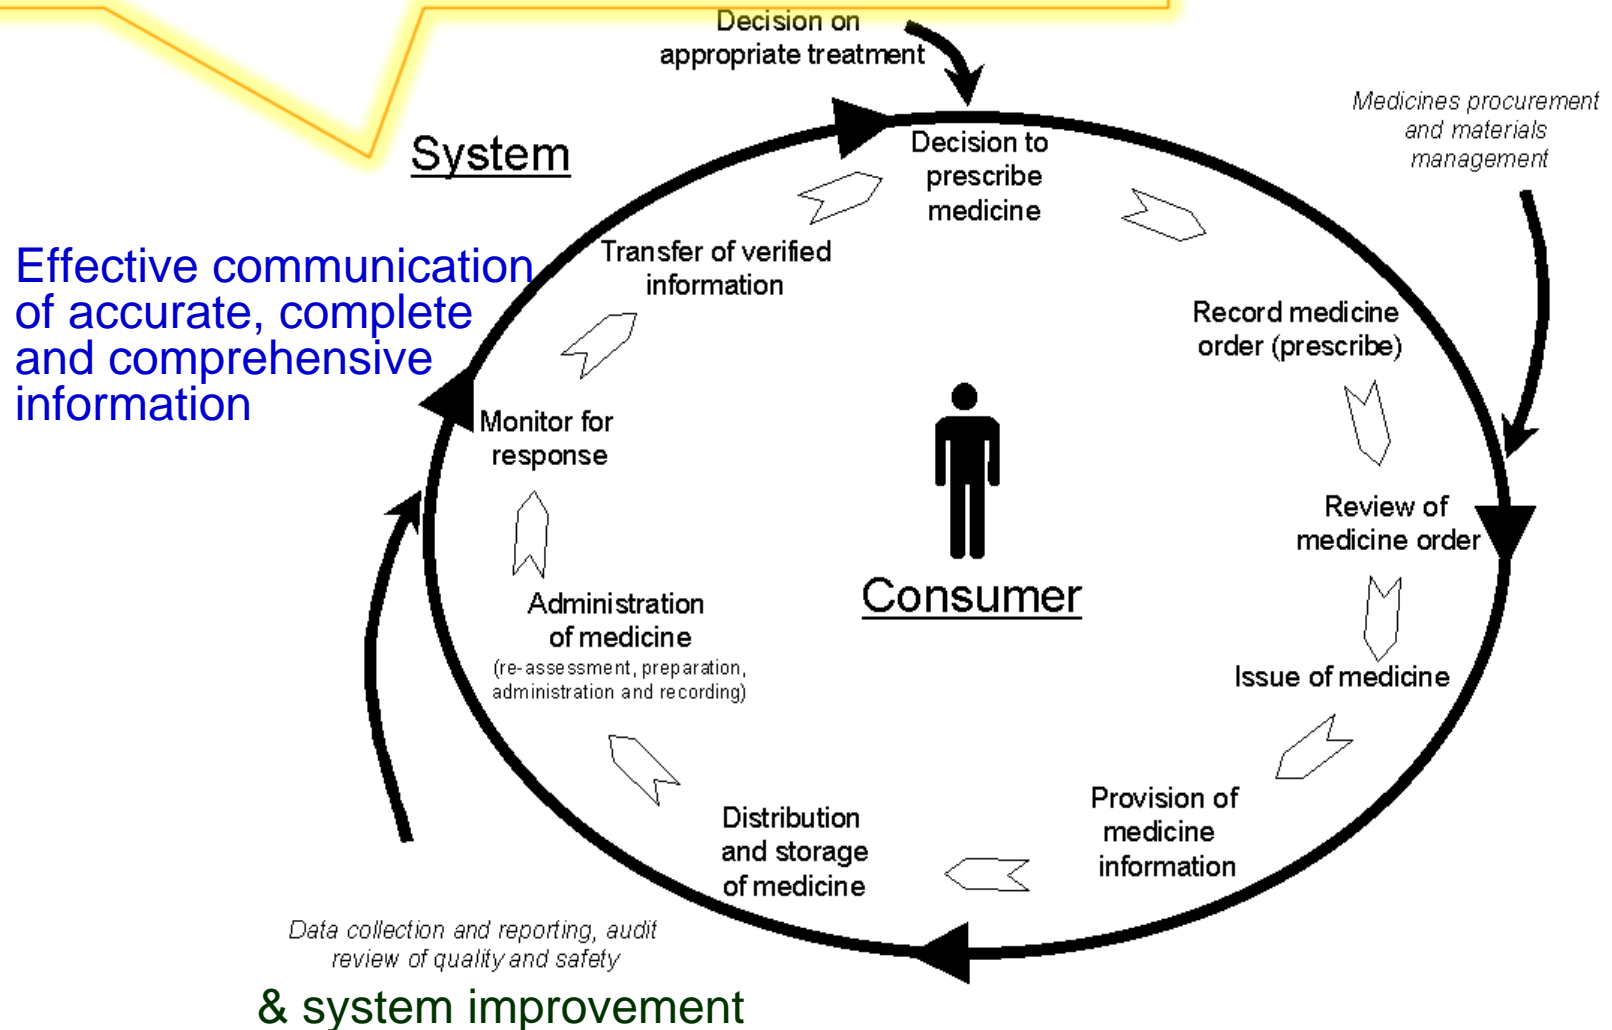 Decision on
appropriate treatment
Medicines procurement
and materials
management
System
Decision to
prescribe
medicine
Transfer of verified
information
Effective communication
of accurate, complete
and comprehensive
information
Record medicine
order (prescribe)
Monitor for
response
Review of
medicine order
Consumer
Administration
of medicine
(re-assessment, preparation,
administration and recording)
Issue of medicine
Provision of
medicine
information
Distribution
and storage
of medicine
Data collection and reporting, audit
review of quality and safety
& system improvement